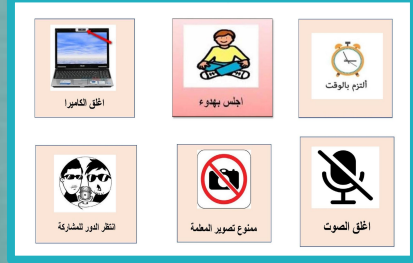 ألتزم بالوقت
اجلس بهدوء
اغلق الكاميرا
اغلق الصوت
ممنوع تصوير المعلمة
انتظر الدور للمشاركة